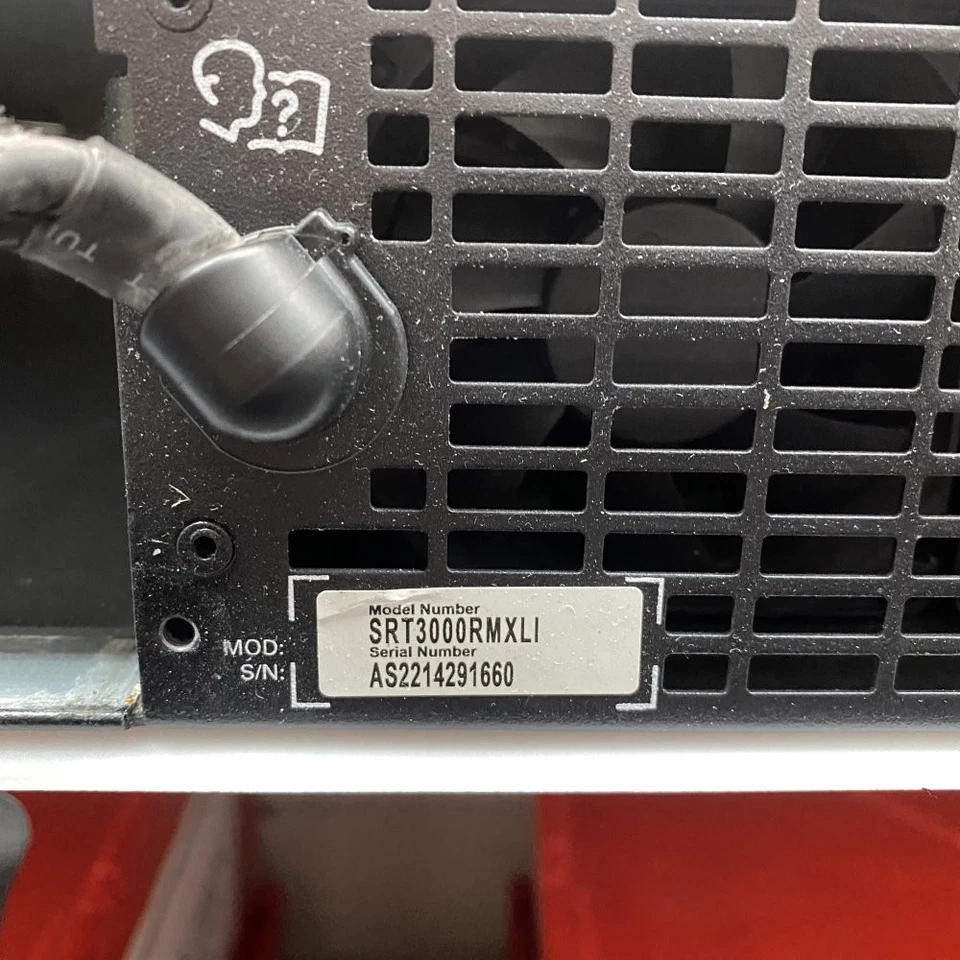 ?
Model Number
SRT3000RMXLI
MOD:
Serial Number
S/N:
AS2214291660